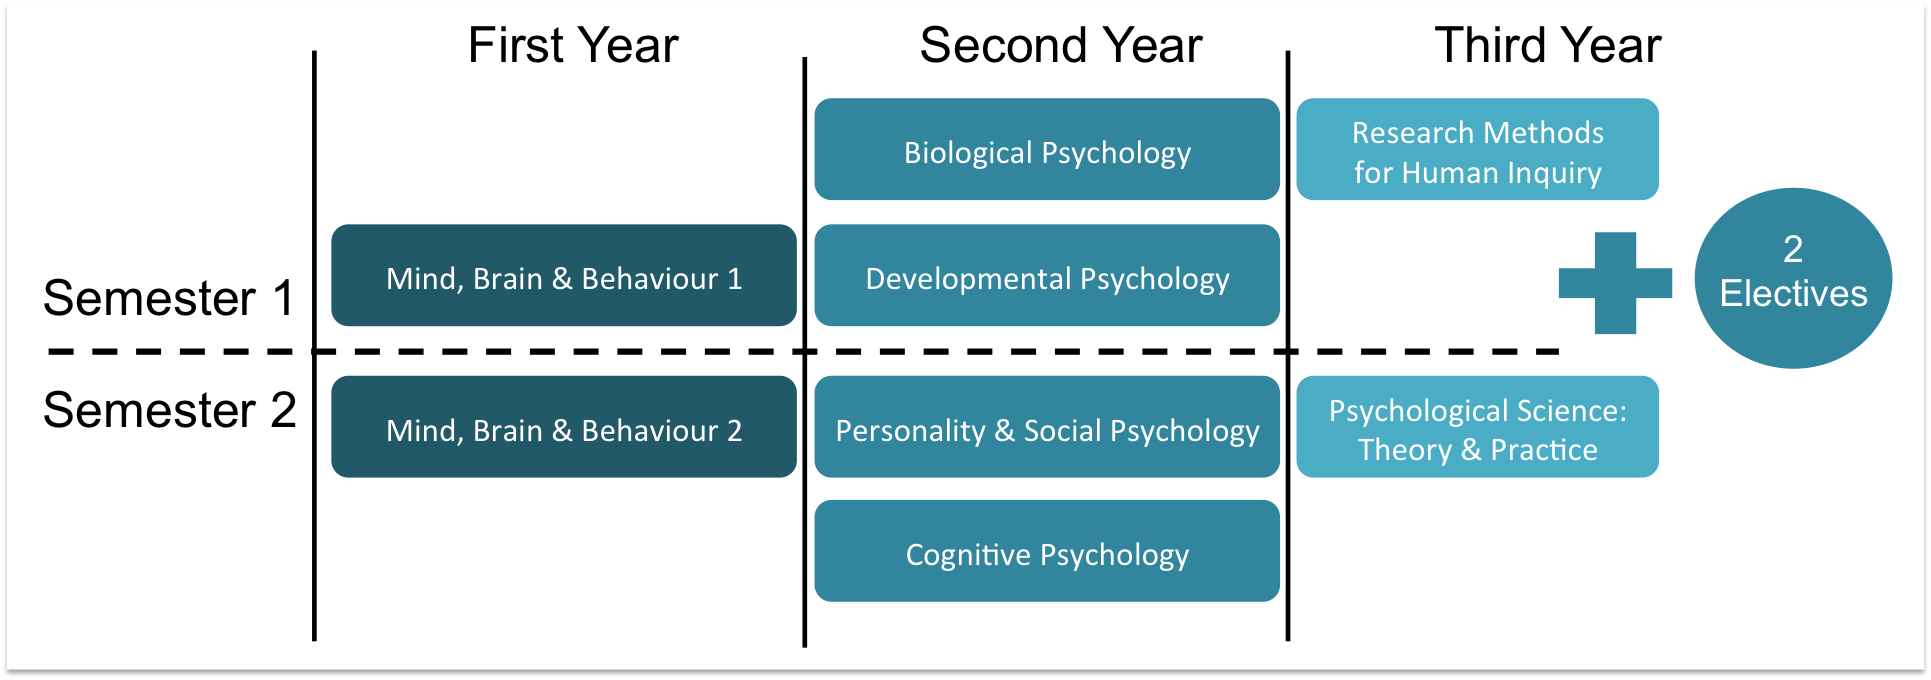 First Year
Second Year
Third Year
Biological Psychology
Research Methods
for Human Inquiry
Semester 1
Mind, Brain & Behaviour 1
Developmental Psychology
2
Electives
Semester 2
Mind, Brain & Behaviour 2
Personality & Social Psychology
Psychological Science:
Theory & Practice
Cognitive Psychology